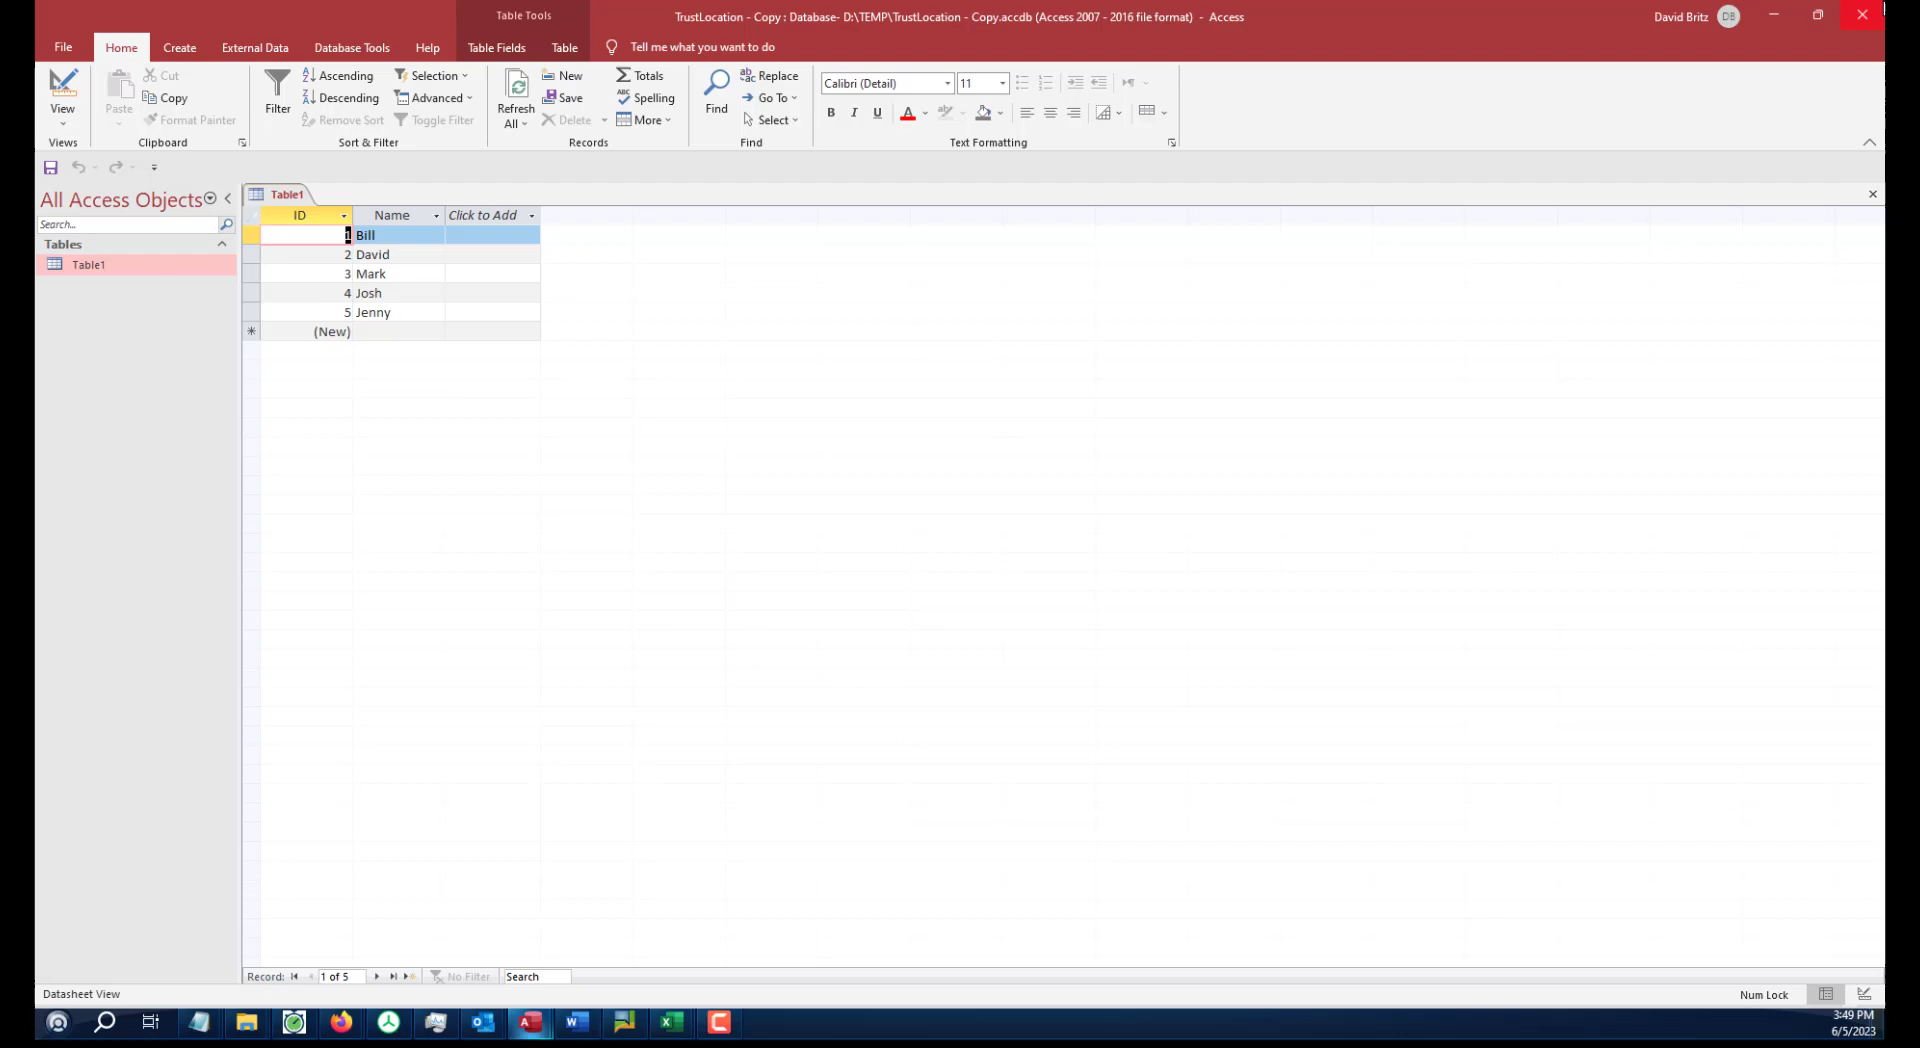 Table Tools
TrustLocation - Copy : Database- D:\TEMP\TrustLocation - Copy.accdb (Access 2007 - 2016 file format) - Access
David Britz DB
File Home Create External Data Database Tools Help Table Fields Table Tell me what you want to do
View
Views
Paste
Cut
Copy
Format Painter
Clipboard
Filter
Ascending
Descending
Remove Sort
Selection
Advanced
Toggle Filter
Sort & Filter
Refresh
All
New
Save
Delete
Totals
Spelling
More
Records
Find
Replace
Go To
Select
Find
Calibri (Detail) 11
B I U A
Text Formatting
All Access Objects
Search...
Tables
Table1
Table1
ID Name Click to Add
1 Bill
2 David
3 Mark
4 Josh
5 Jenny
(New)
Record: 1 of 5 No Filter Search
Datasheet View
Num Lock
3:49 PM
6/5/2023